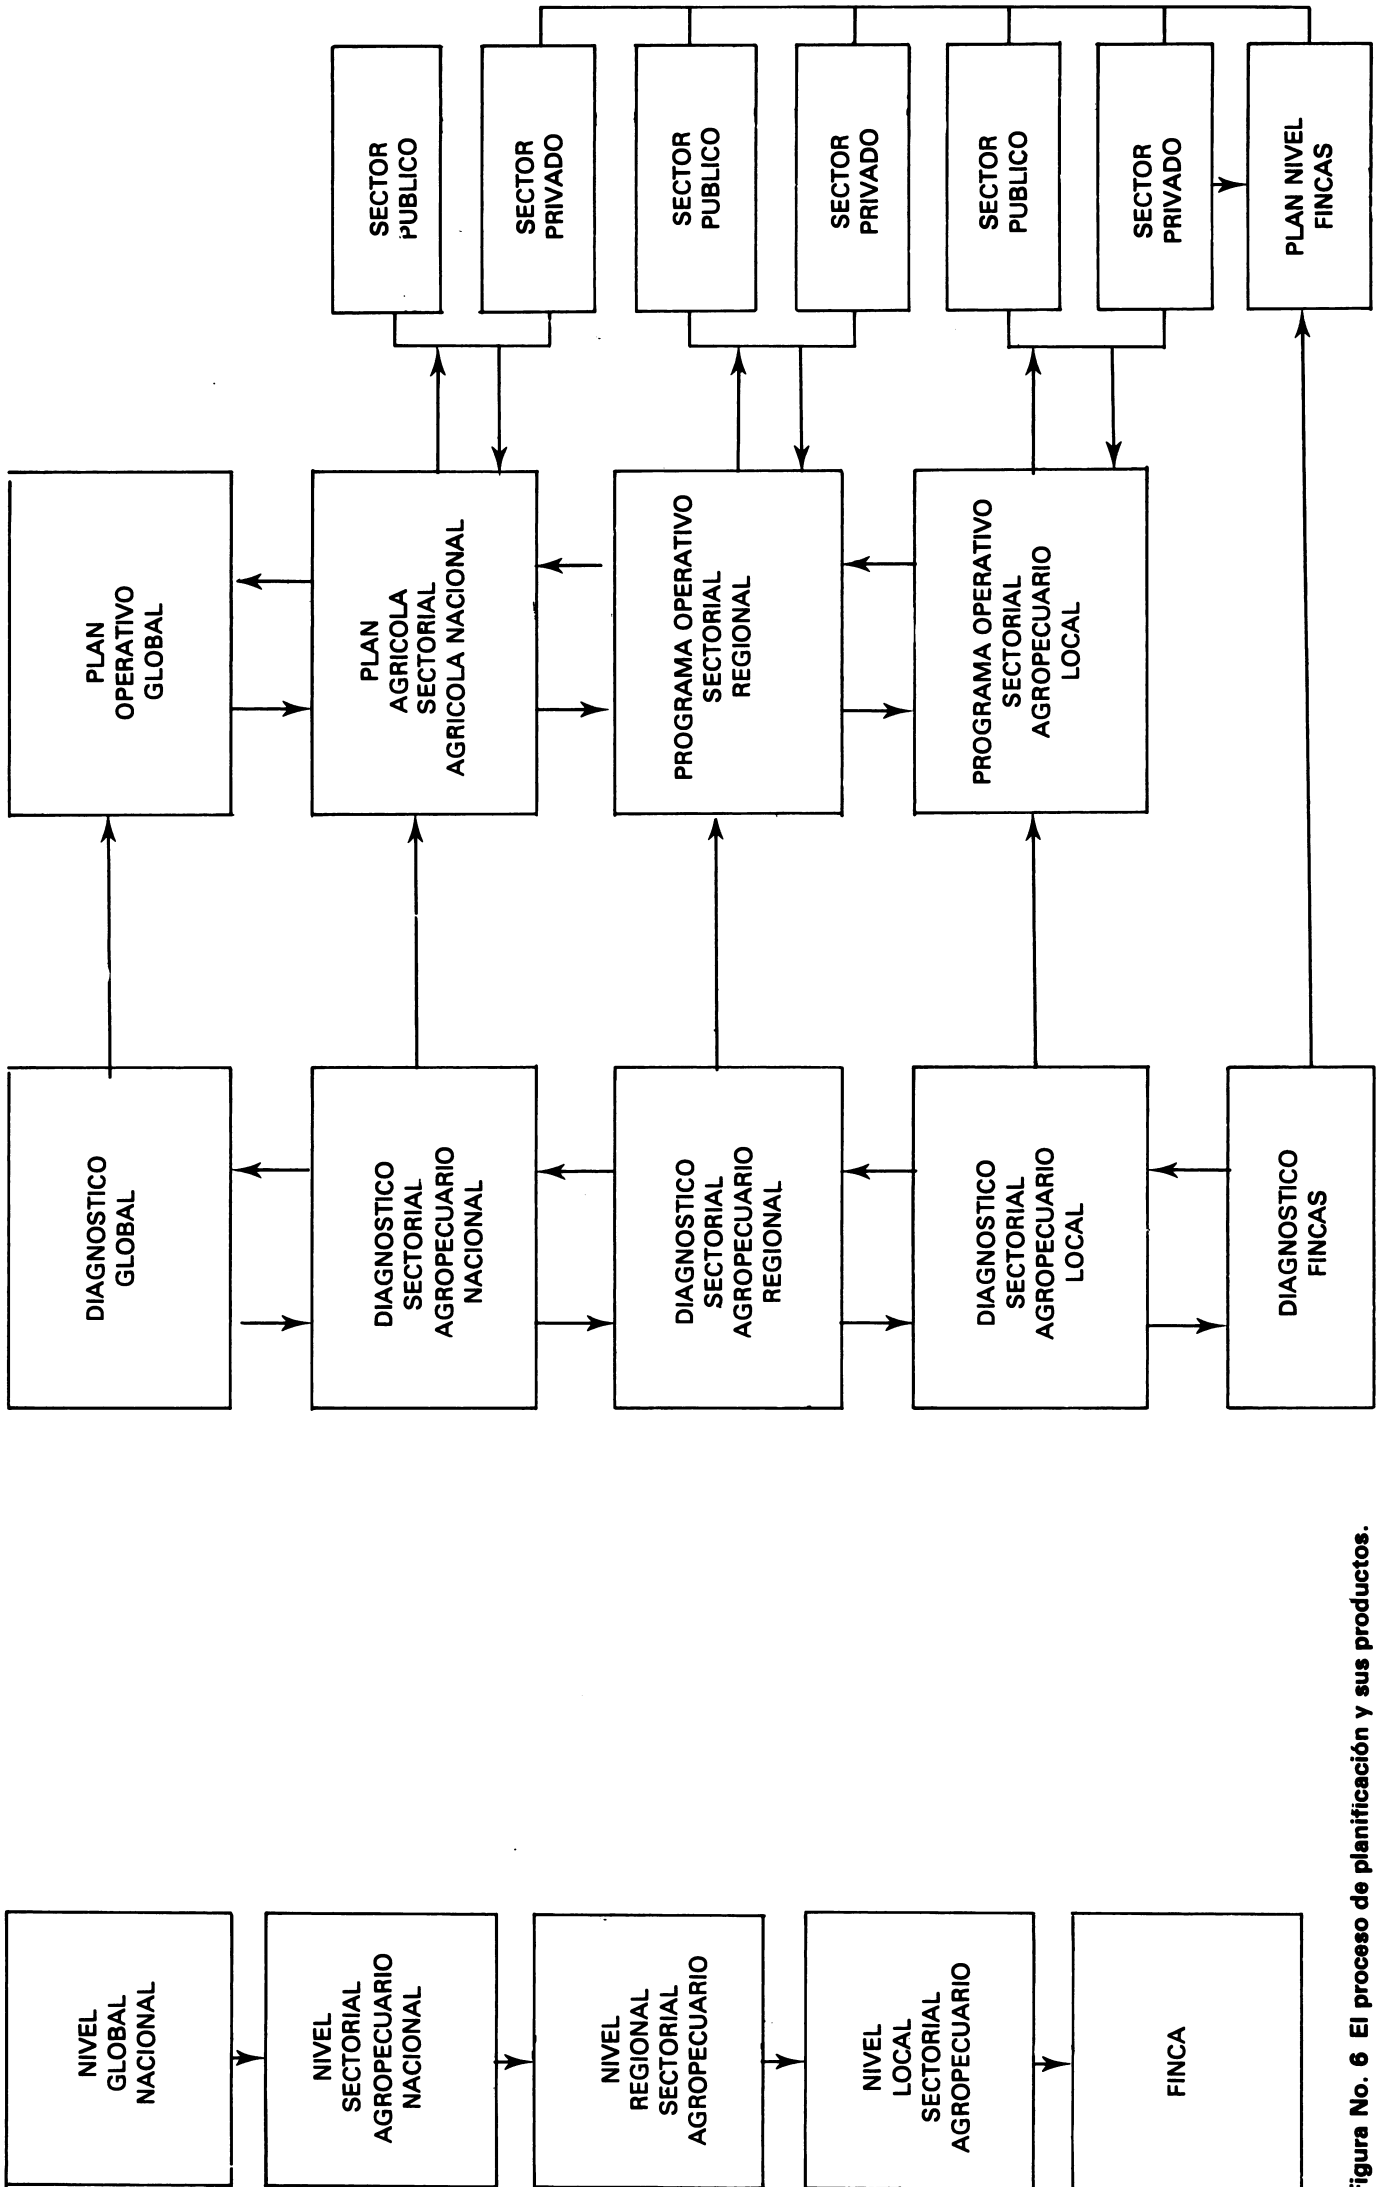 NIVEL
GLOBAL
NACIONAL
DIAGNOSTICO
GLOBAL
PLAN
OPERATIVO
GLOBAL
NIVEL
SECTORIAL
AGROPECUARIO
NACIONAL
DIAGNOSTICO
SECTORIAL
AGROPECUARIO
NACIONAL
PLAN
AGRICOLA
SECTORIAL
AGRICOLA NACIONAL
SECTOR
PUBLICO
SECTOR
PRIVADO
NIVEL
REGIONAL
SECTORIAL
AGROPECUARIO
DIAGNOSTICO
SECTORIAL
AGROPECUARIO
REGIONAL
PROGRAMA OPERATIVO
SECTORIAL
REGIONAL
SECTOR
PUBLICO
SECTOR
PRIVADO
NIVEL
LOCAL
SECTORIAL
AGROPECUARIO
DIAGNOSTICO
SECTORIAL
AGROPECUARIO
LOCAL
PROGRAMA OPERATIVO
SECTORIAL
AGROPECUARIO
LOCAL
SECTOR
PUBLICO
SECTOR
PRIVADO
FINCA
DIAGNOSTICO
FINCAS
PLAN NIVEL
FINCAS
Figura No. 6 El proceso de planificación y sus productos.